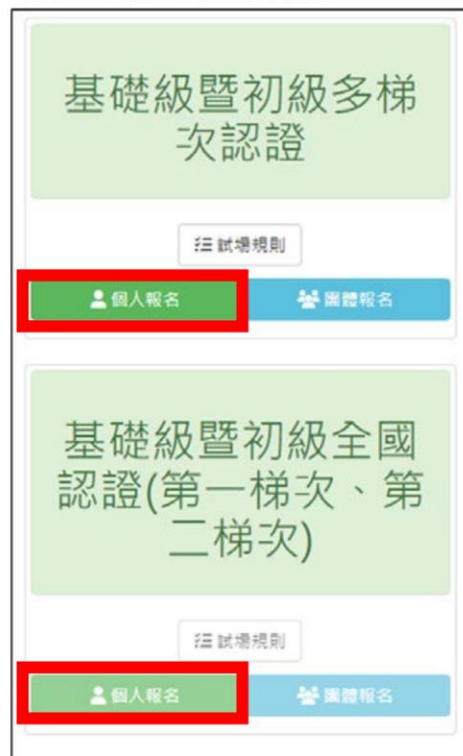 基礎級暨初級多梯
次認證
試場規則
個人報名
團體報名
基礎級暨初級全國
認證(第一梯次、第
二梯次)
試場規則
個人報名
團體報名